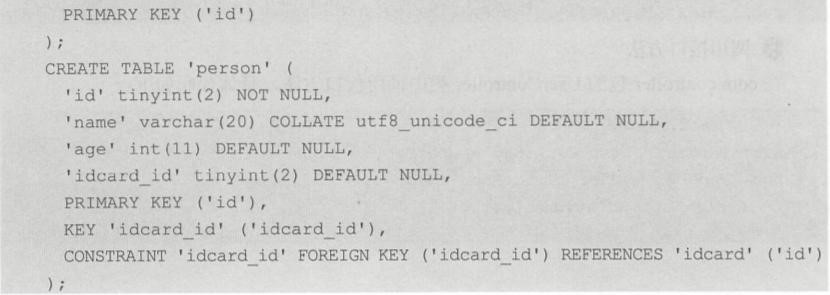 PRIMARY KEY ('id')
);
CREATE TABLE 'person' (
'id' tinyint(2) NOT NULL,
'name' varchar(20) COLLATE utf8_unicode_ci DEFAULT NULL,
'age' int(11) DEFAULT NULL,
'idcard_id' tinyint(2) DEFAULT NULL,
PRIMARY KEY ('id'),
KEY 'idcard_id' ('idcard_id'),
CONSTRAINT 'idcard_id' FOREIGN KEY ('idcard_id') REFERENCES 'idcard' ('id')
);